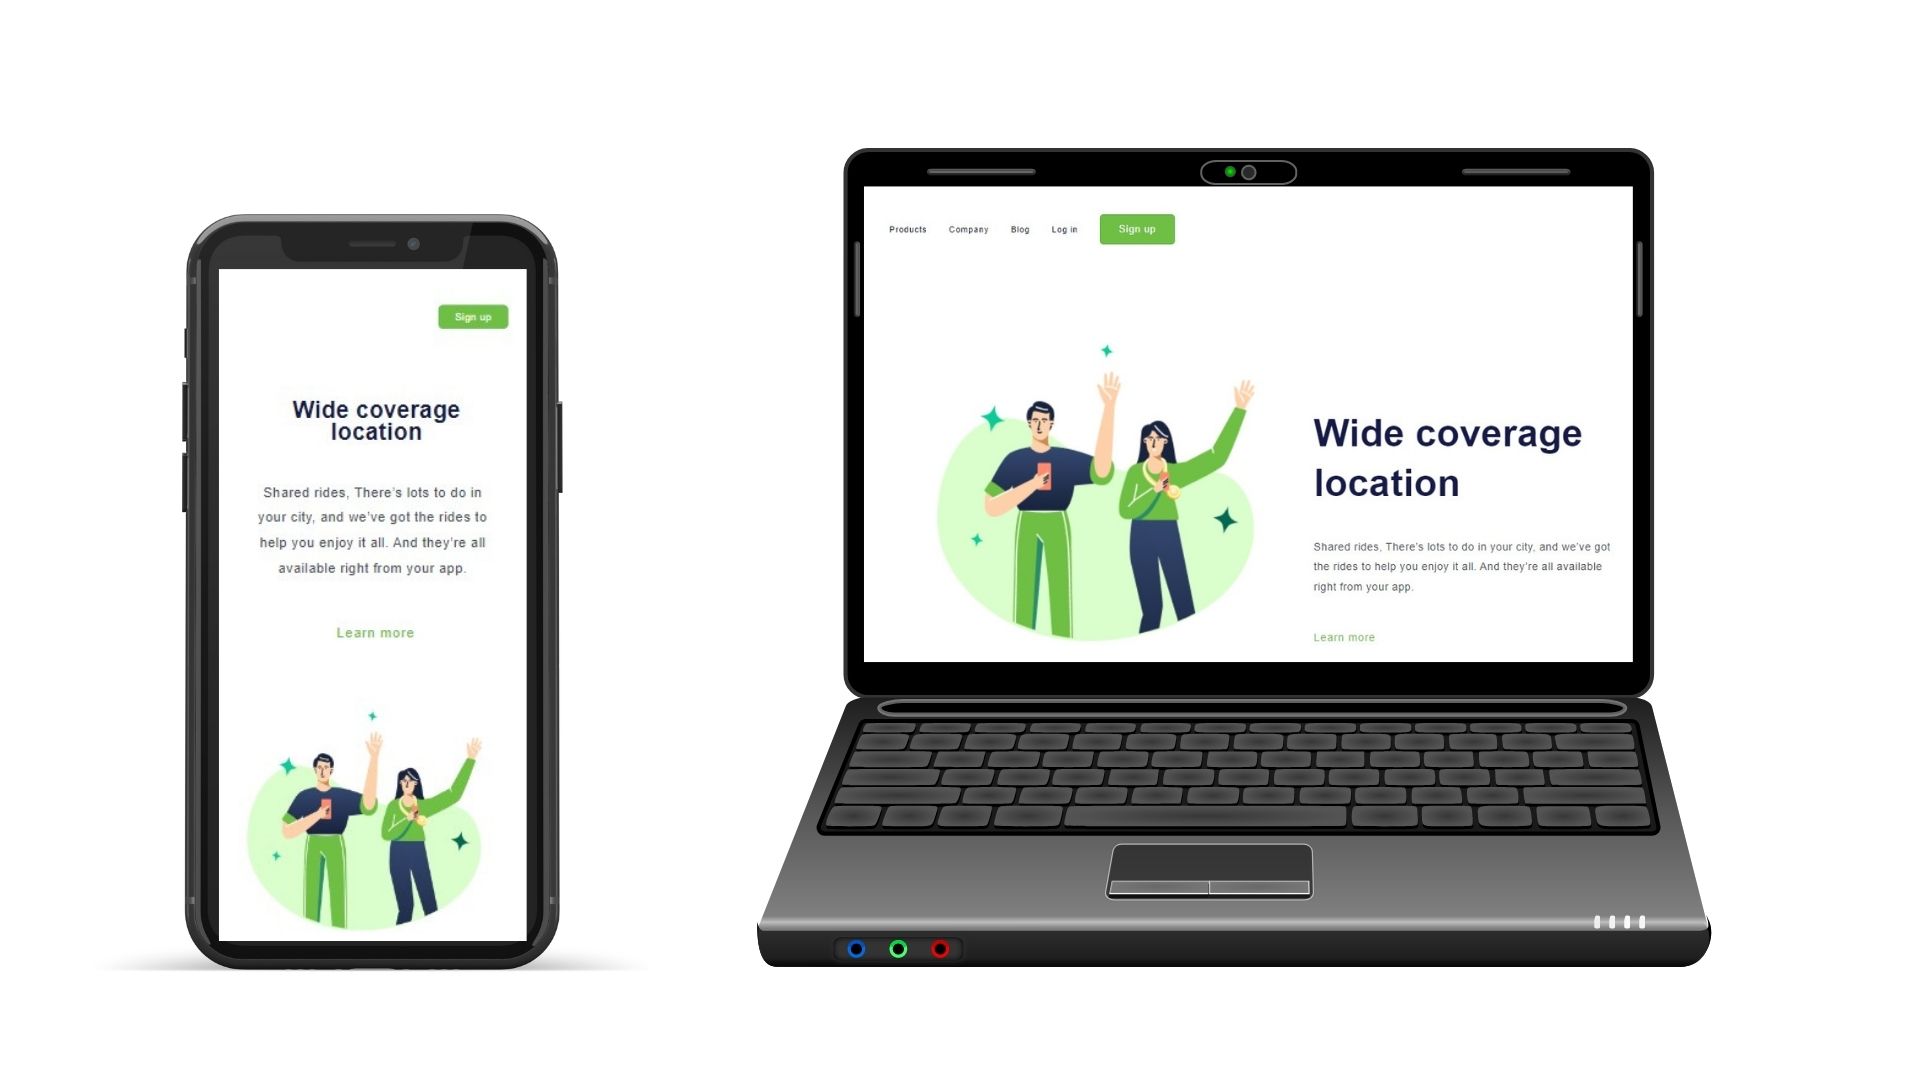 Sign up
Wide coverage
location
Shared rides, There's lots to do in
your city, and we've got the rides to
help you enjoy it all. And they're all
available right from your app.
Learn more
Products Company Blog Log in Sign up
Wide coverage
location
Shared rides, There's lots to do in your city, and we've got
the rides to help you enjoy it all. And they're all available
right from your app.
Learn more